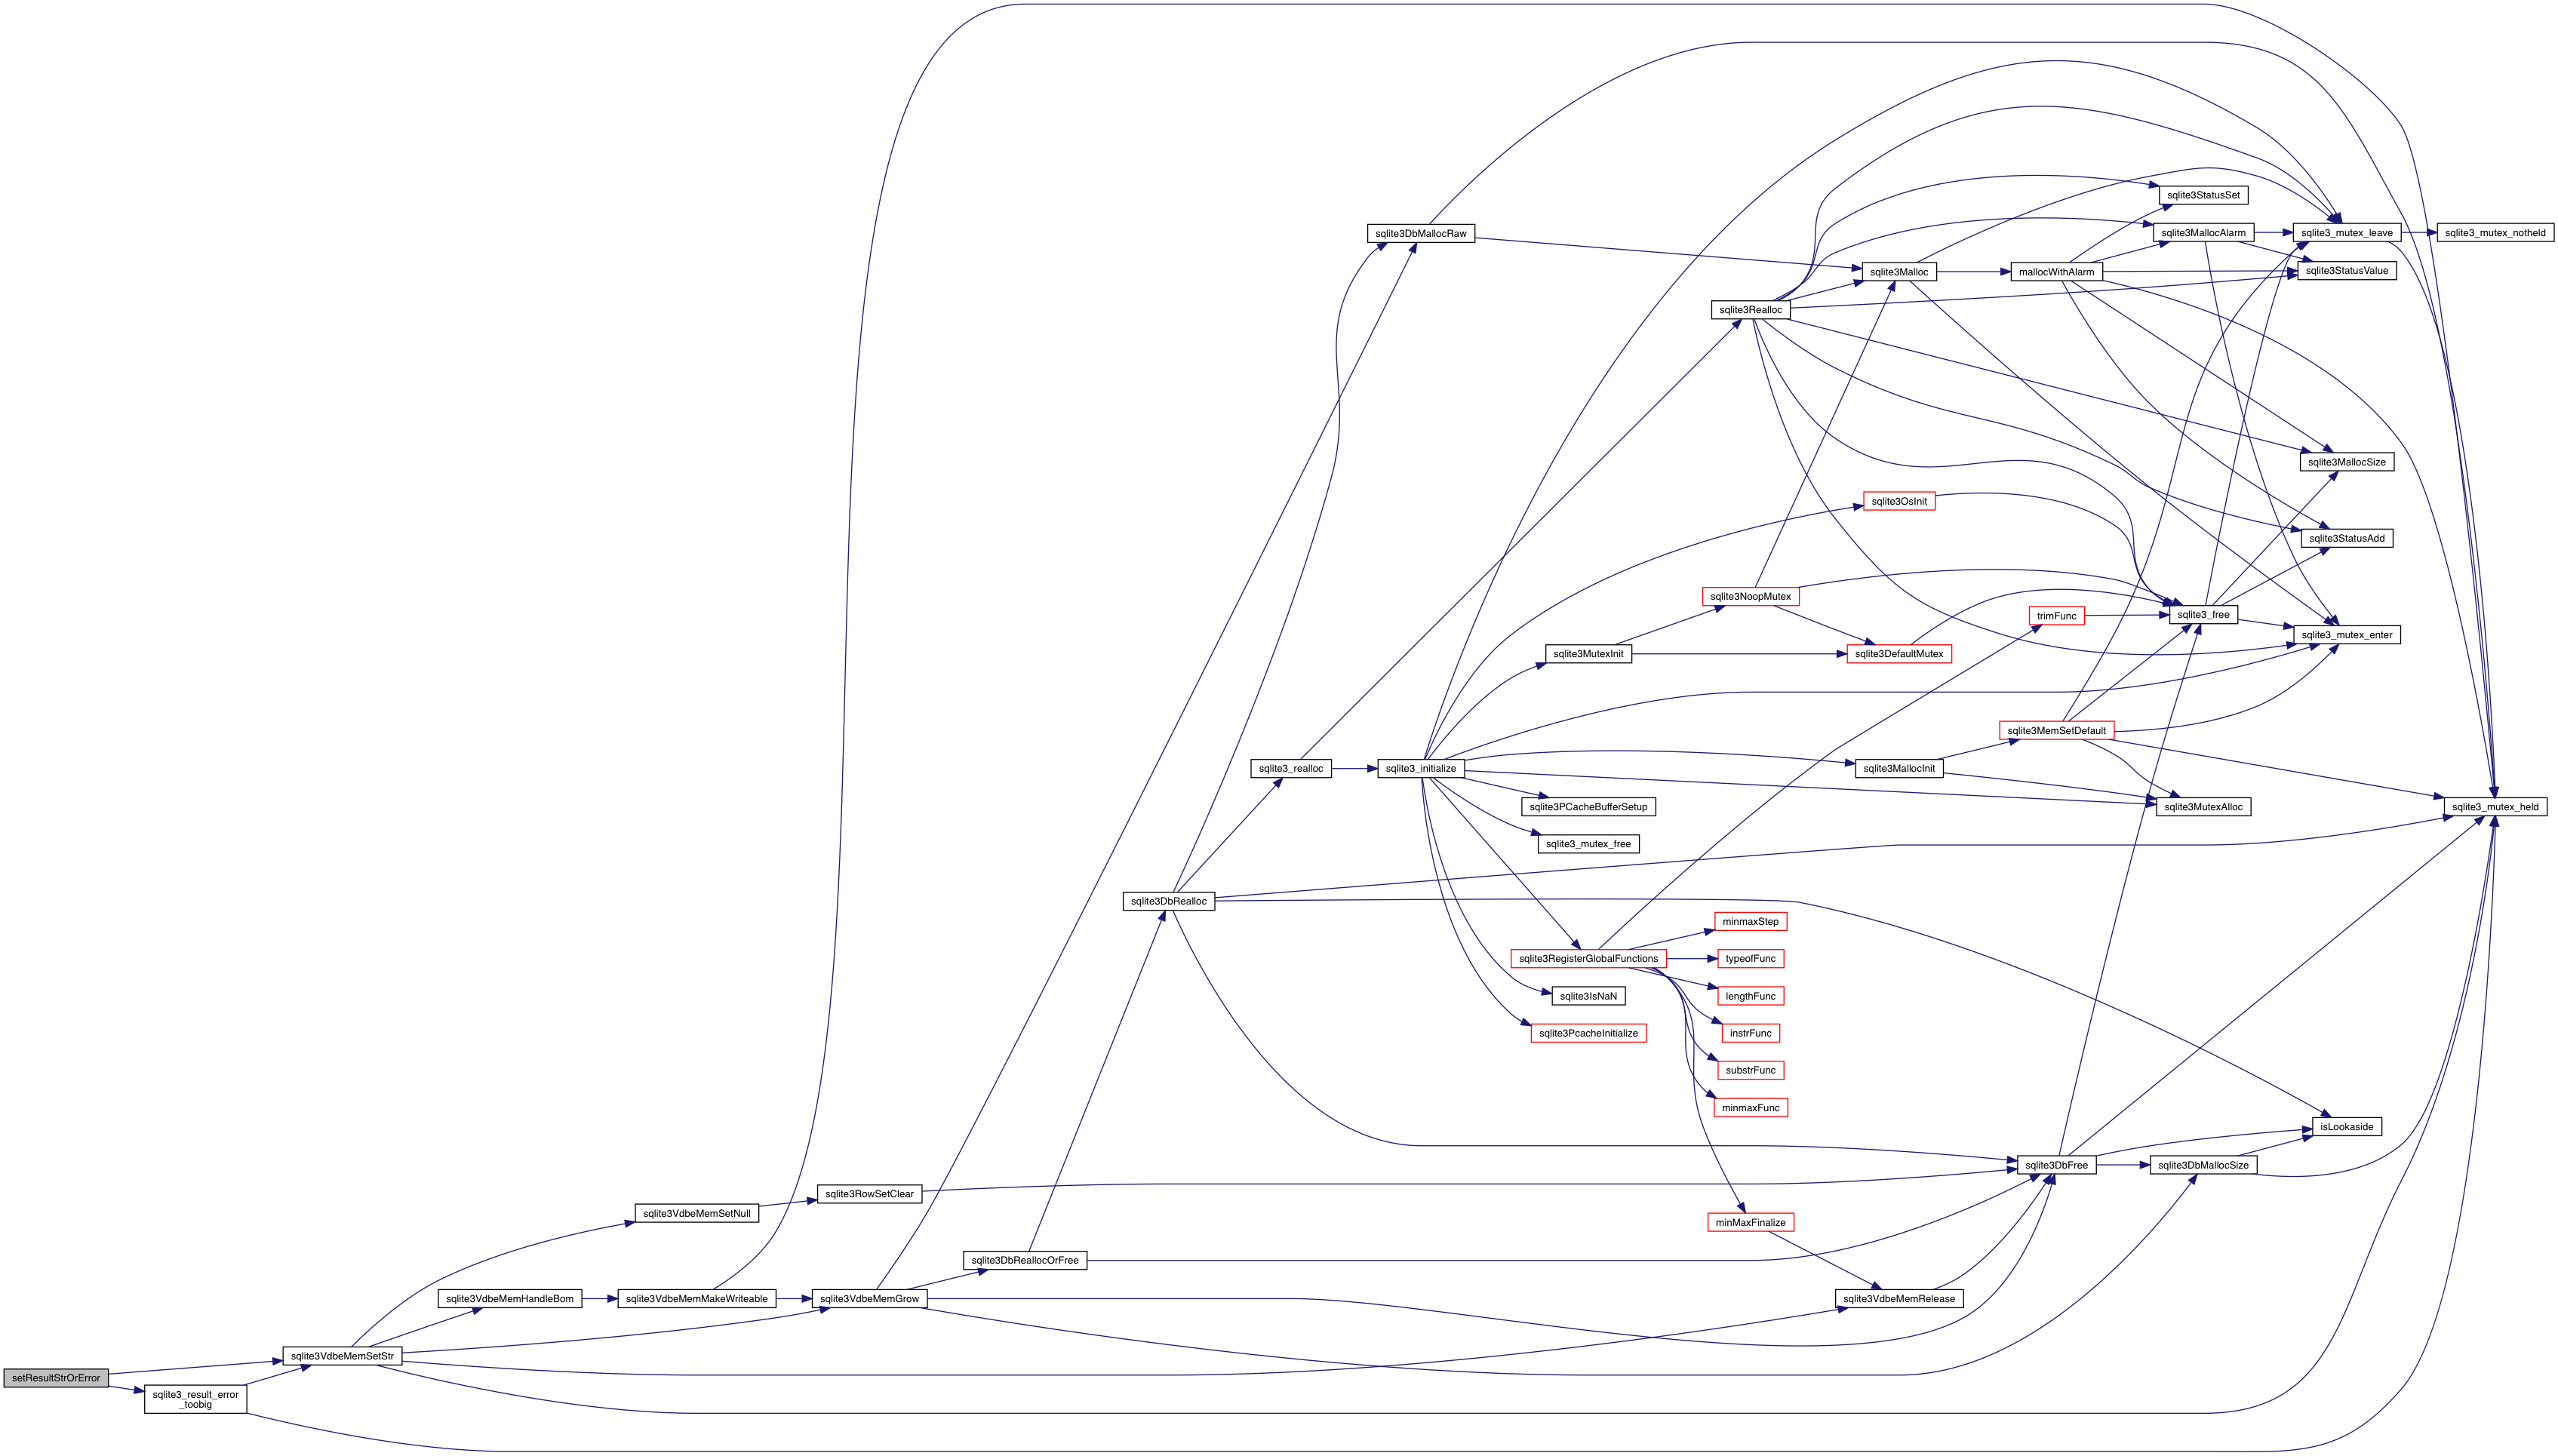 sqlite3StatusSet
sqlite3DbMallocRaw
sqlite3MallocAlarm
sqlite3_mutex_leave
sqlite3_mutex_notheld
sqlite3Malloc
mallocWithAlarm
sqlite3StatusValue
sqlite3Realloc
sqlite3MallocSize
sqlite3OsInit
sqlite3StatusAdd
sqlite3NoopMutex
trimFunc
sqlite3_free
sqlite3_mutex_enter
sqlite3MutexInit
sqlite3DefaultMutex
sqlite3MemSetDefault
sqlite3_realloc
sqlite3_initialize
sqlite3MallocInit
sqlite3PCacheBufferSetup
sqlite3MutexAlloc
sqlite3_mutex_held
sqlite3_mutex_free
sqlite3DbRealloc
minmaxStep
sqlite3RegisterGlobalFunctions
typeofFunc
sqlite3IsNaN
lengthFunc
sqlite3PcacheInitialize
instrFunc
substrFunc
minmaxFunc
isLookaside
sqlite3DbFree
sqlite3DbMallocSize
sqlite3RowSetClear
sqlite3VdbeMemSetNull
minMaxFinalize
sqlite3DbReallocOrFree
sqlite3VdbeMemHandleBom
sqlite3VdbeMemMakeWriteable
sqlite3VdbeMemGrow
sqlite3VdbeMemRelease
sqlite3VdbeMemSetStr
setResultStrOrError
sqlite3_result_error
_toobig